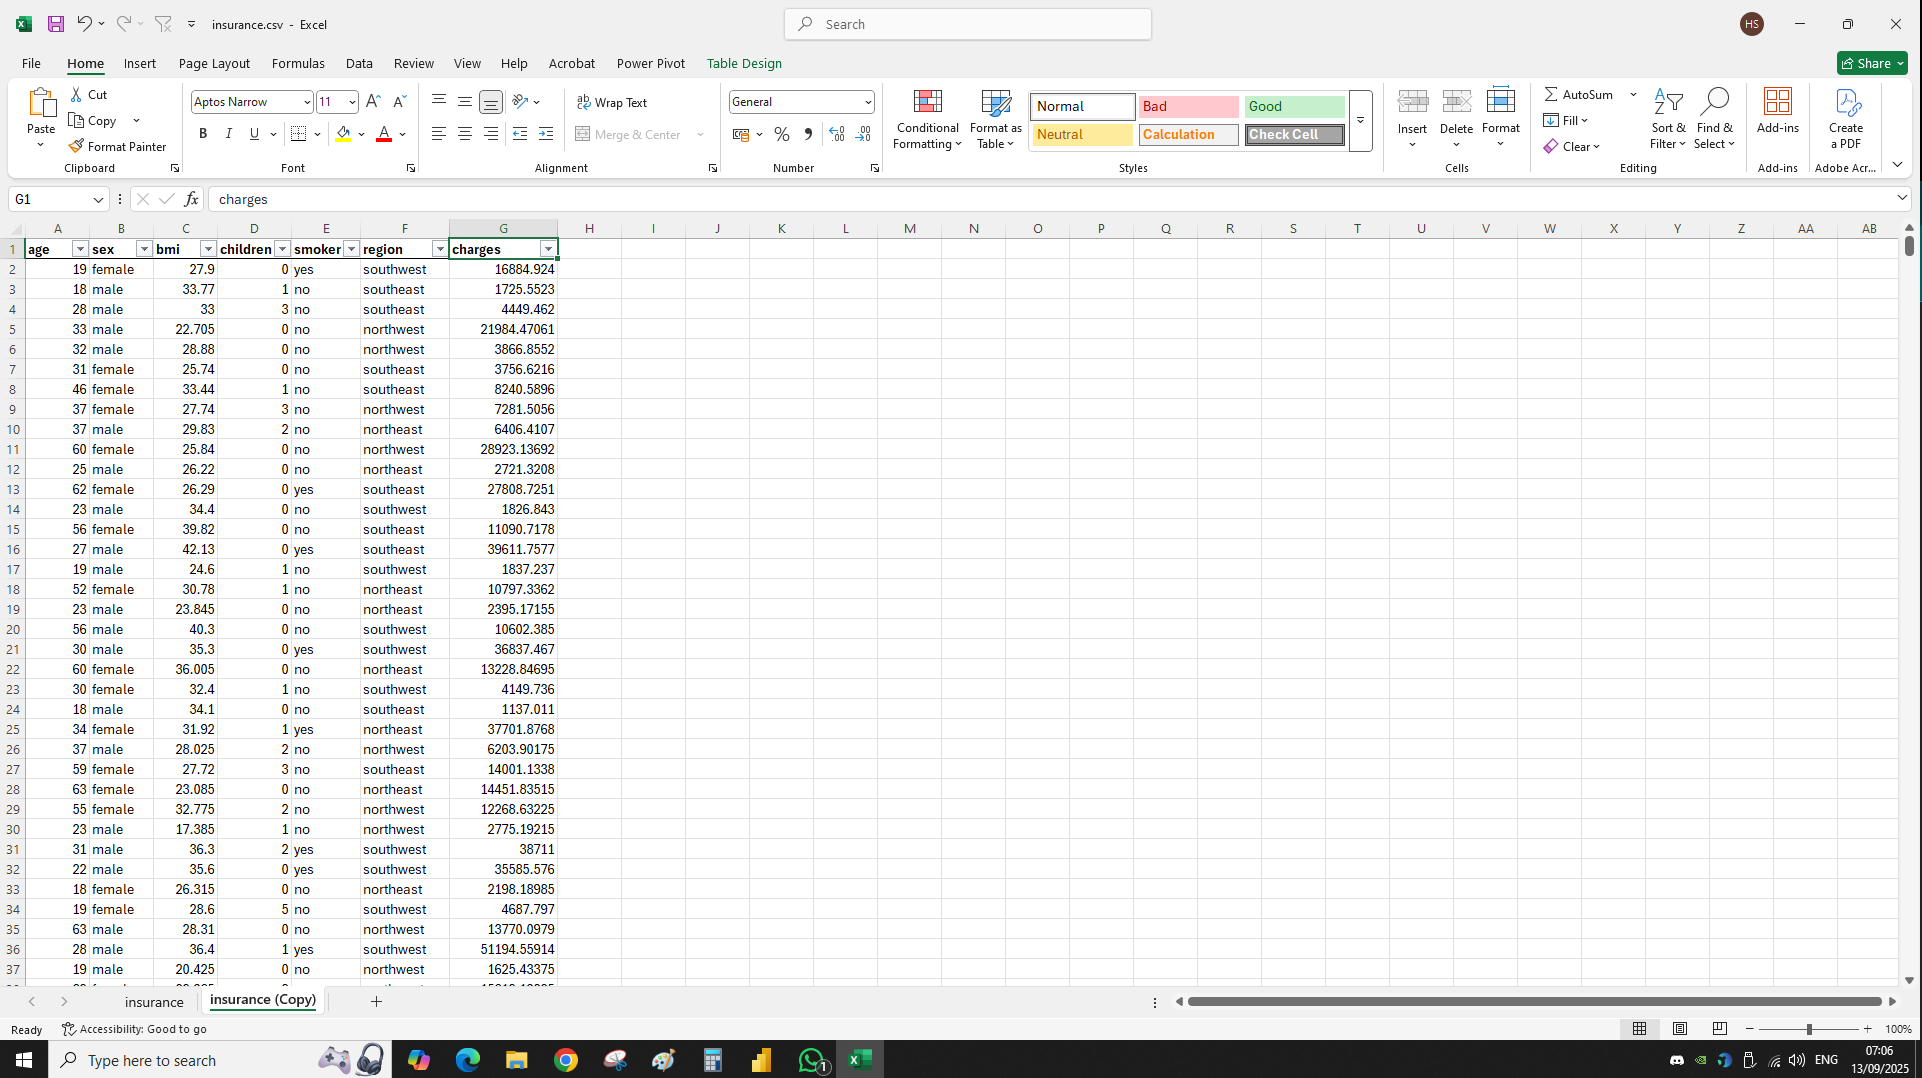 insurance.csv - Excel
Search
HS
File Home Insert Page Layout Formulas Data Review View Help Acrobat Power Pivot Table Design
Share
Paste
Cut
Copy
Format Painter
Clipboard
Aptos Narrow 11
B I U
Font
Wrap Text
Merge & Center
Alignment
General
Number
Conditional Formatting
Format as Table
Normal Bad Good
Neutral Calculation Check Cell
Styles
Insert Delete Format
Cells
AutoSum
Fill
Clear
Sort & Filter
Find & Select
Editing
Add-ins
Add-ins
Create a PDF
Adobe Acr...
G1 fx charges
A B C D E F G H I J K L M N O P Q R S T U V W X Y Z AA AB
1 age sex bmi children smoker region charges
2 19 female 27.9 0 yes southwest 16884.924
3 18 male 33.77 1 no southeast 1725.5523
4 28 male 33 3 no southeast 4449.462
5 33 male 22.705 0 no northwest 21984.47061
6 32 male 28.88 0 no northwest 3866.8552
7 31 female 25.74 0 no southeast 3756.6216
8 46 female 33.44 1 no southeast 8240.5896
9 37 female 27.74 3 no northwest 7281.5056
10 37 male 29.83 2 no northeast 6406.4107
11 60 female 25.84 0 no northwest 28923.13692
12 25 male 26.22 0 no northeast 2721.3208
13 62 female 26.29 0 yes southeast 27808.7251
14 23 male 34.4 0 no southwest 1826.843
15 56 female 39.82 0 no southeast 11090.7178
16 27 male 42.13 0 yes southeast 39611.7577
17 19 male 24.6 1 no southwest 1837.237
18 52 female 30.78 1 no northeast 10797.3362
19 23 male 23.845 0 no northeast 2395.17155
20 56 male 40.3 0 no southwest 10602.385
21 30 male 35.3 0 yes southwest 36837.467
22 60 female 36.005 0 no northeast 13228.84695
23 30 female 32.4 1 no southwest 4149.736
24 18 male 34.1 0 no southeast 1137.011
25 34 female 31.92 1 yes northeast 37701.8768
26 37 male 28.025 2 no northwest 6203.90175
27 59 female 27.72 3 no southeast 14001.1338
28 63 female 23.085 0 no northeast 14451.83515
29 55 female 32.775 2 no northwest 12268.63225
30 23 male 17.385 1 no northwest 2775.19215
31 31 male 36.3 2 yes southwest 38711
32 22 male 35.6 0 yes southwest 35585.576
33 18 female 26.315 0 no northeast 2198.18985
34 19 female 28.6 5 no southwest 4687.797
35 63 male 28.31 0 no northwest 13770.0979
36 28 male 36.4 1 yes southwest 51194.55914
37 19 male 20.425 0 no northwest 1625.43375
insurance insurance (Copy)
Ready Accessibility: Good to go 100%
Type here to search
1
ENG
07:06
13/09/2025